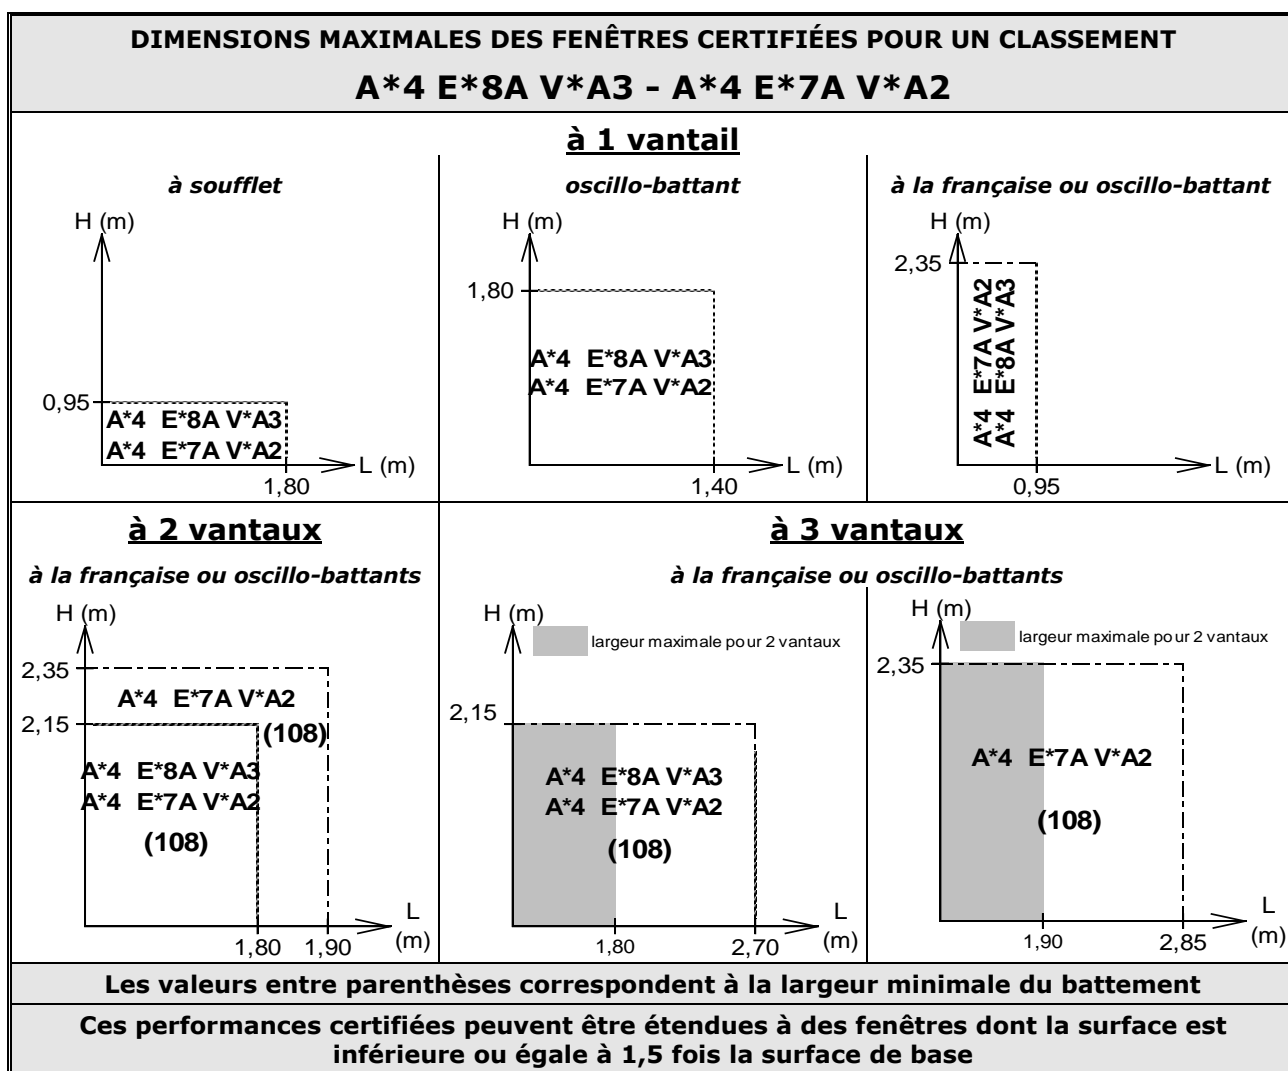 DIMENSIONS MAXIMALES DES FENÊTRES CERTIFIÉES POUR UN CLASSEMENT
A*4 E*8A V*A3 - A*4 E*7A V*A2
à 1 vantail
à soufflet
H (m)
0,95
A*4 E*8A V*A3
A*4 E*7A V*A2
L (m)
1,80
oscillo-battant
H (m)
1,80
A*4 E*8A V*A3
A*4 E*7A V*A2
L (m)
1,40
à la française ou oscillo-battant
H (m)
2,35
A*4 E*7A V*A2
A*4 E*8A V*A3
L (m)
0,95
à 2 vantaux
à la française ou oscillo-battants
H (m)
2,35
A*4 E*7A V*A2
2,15
(108)
A*4 E*8A V*A3
A*4 E*7A V*A2
(108)
L
(m)
1,80 1,90
à 3 vantaux
à la française ou oscillo-battants
H (m)
largeur maximale pour 2 vantaux
2,15
A*4 E*8A V*A3
A*4 E*7A V*A2
(108)
L
(m)
1,80 2,70
H (m)
largeur maximale pour 2 vantaux
2,35
A*4 E*7A V*A2
(108)
L
(m)
1,90 2,85
Les valeurs entre parenthèses correspondent à la largeur minimale du battement
Ces performances certifiées peuvent être étendues à des fenêtres dont la surface est
inférieure ou égale à 1,5 fois la surface de base